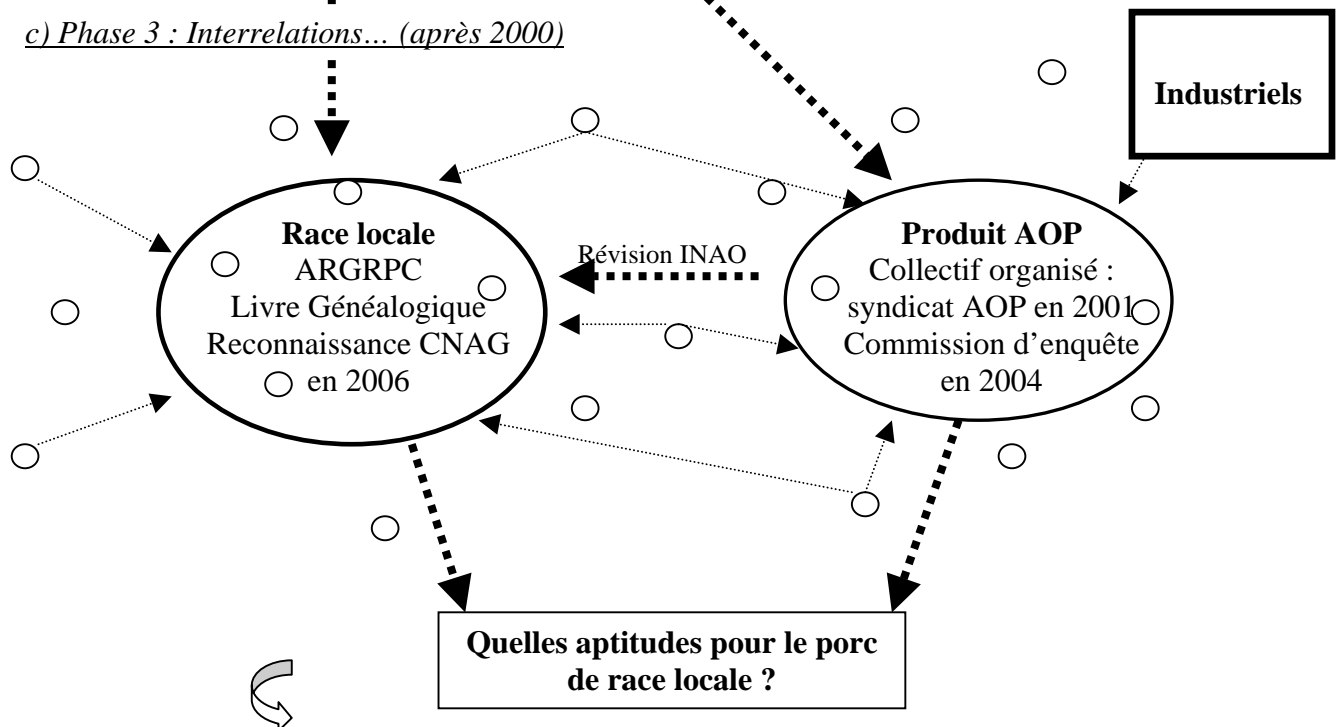 c) Phase 3 : Interrelations… (après 2000)
Industriels
Race locale
ARGRPC
Livre Généalogique
Reconnaissance CNAG
en 2006
Révision INAO
Produit AOP
Collectif organisé :
syndicat AOP en 2001
Commission d’enquête
en 2004
Quelles aptitudes pour le porc
de race locale ?